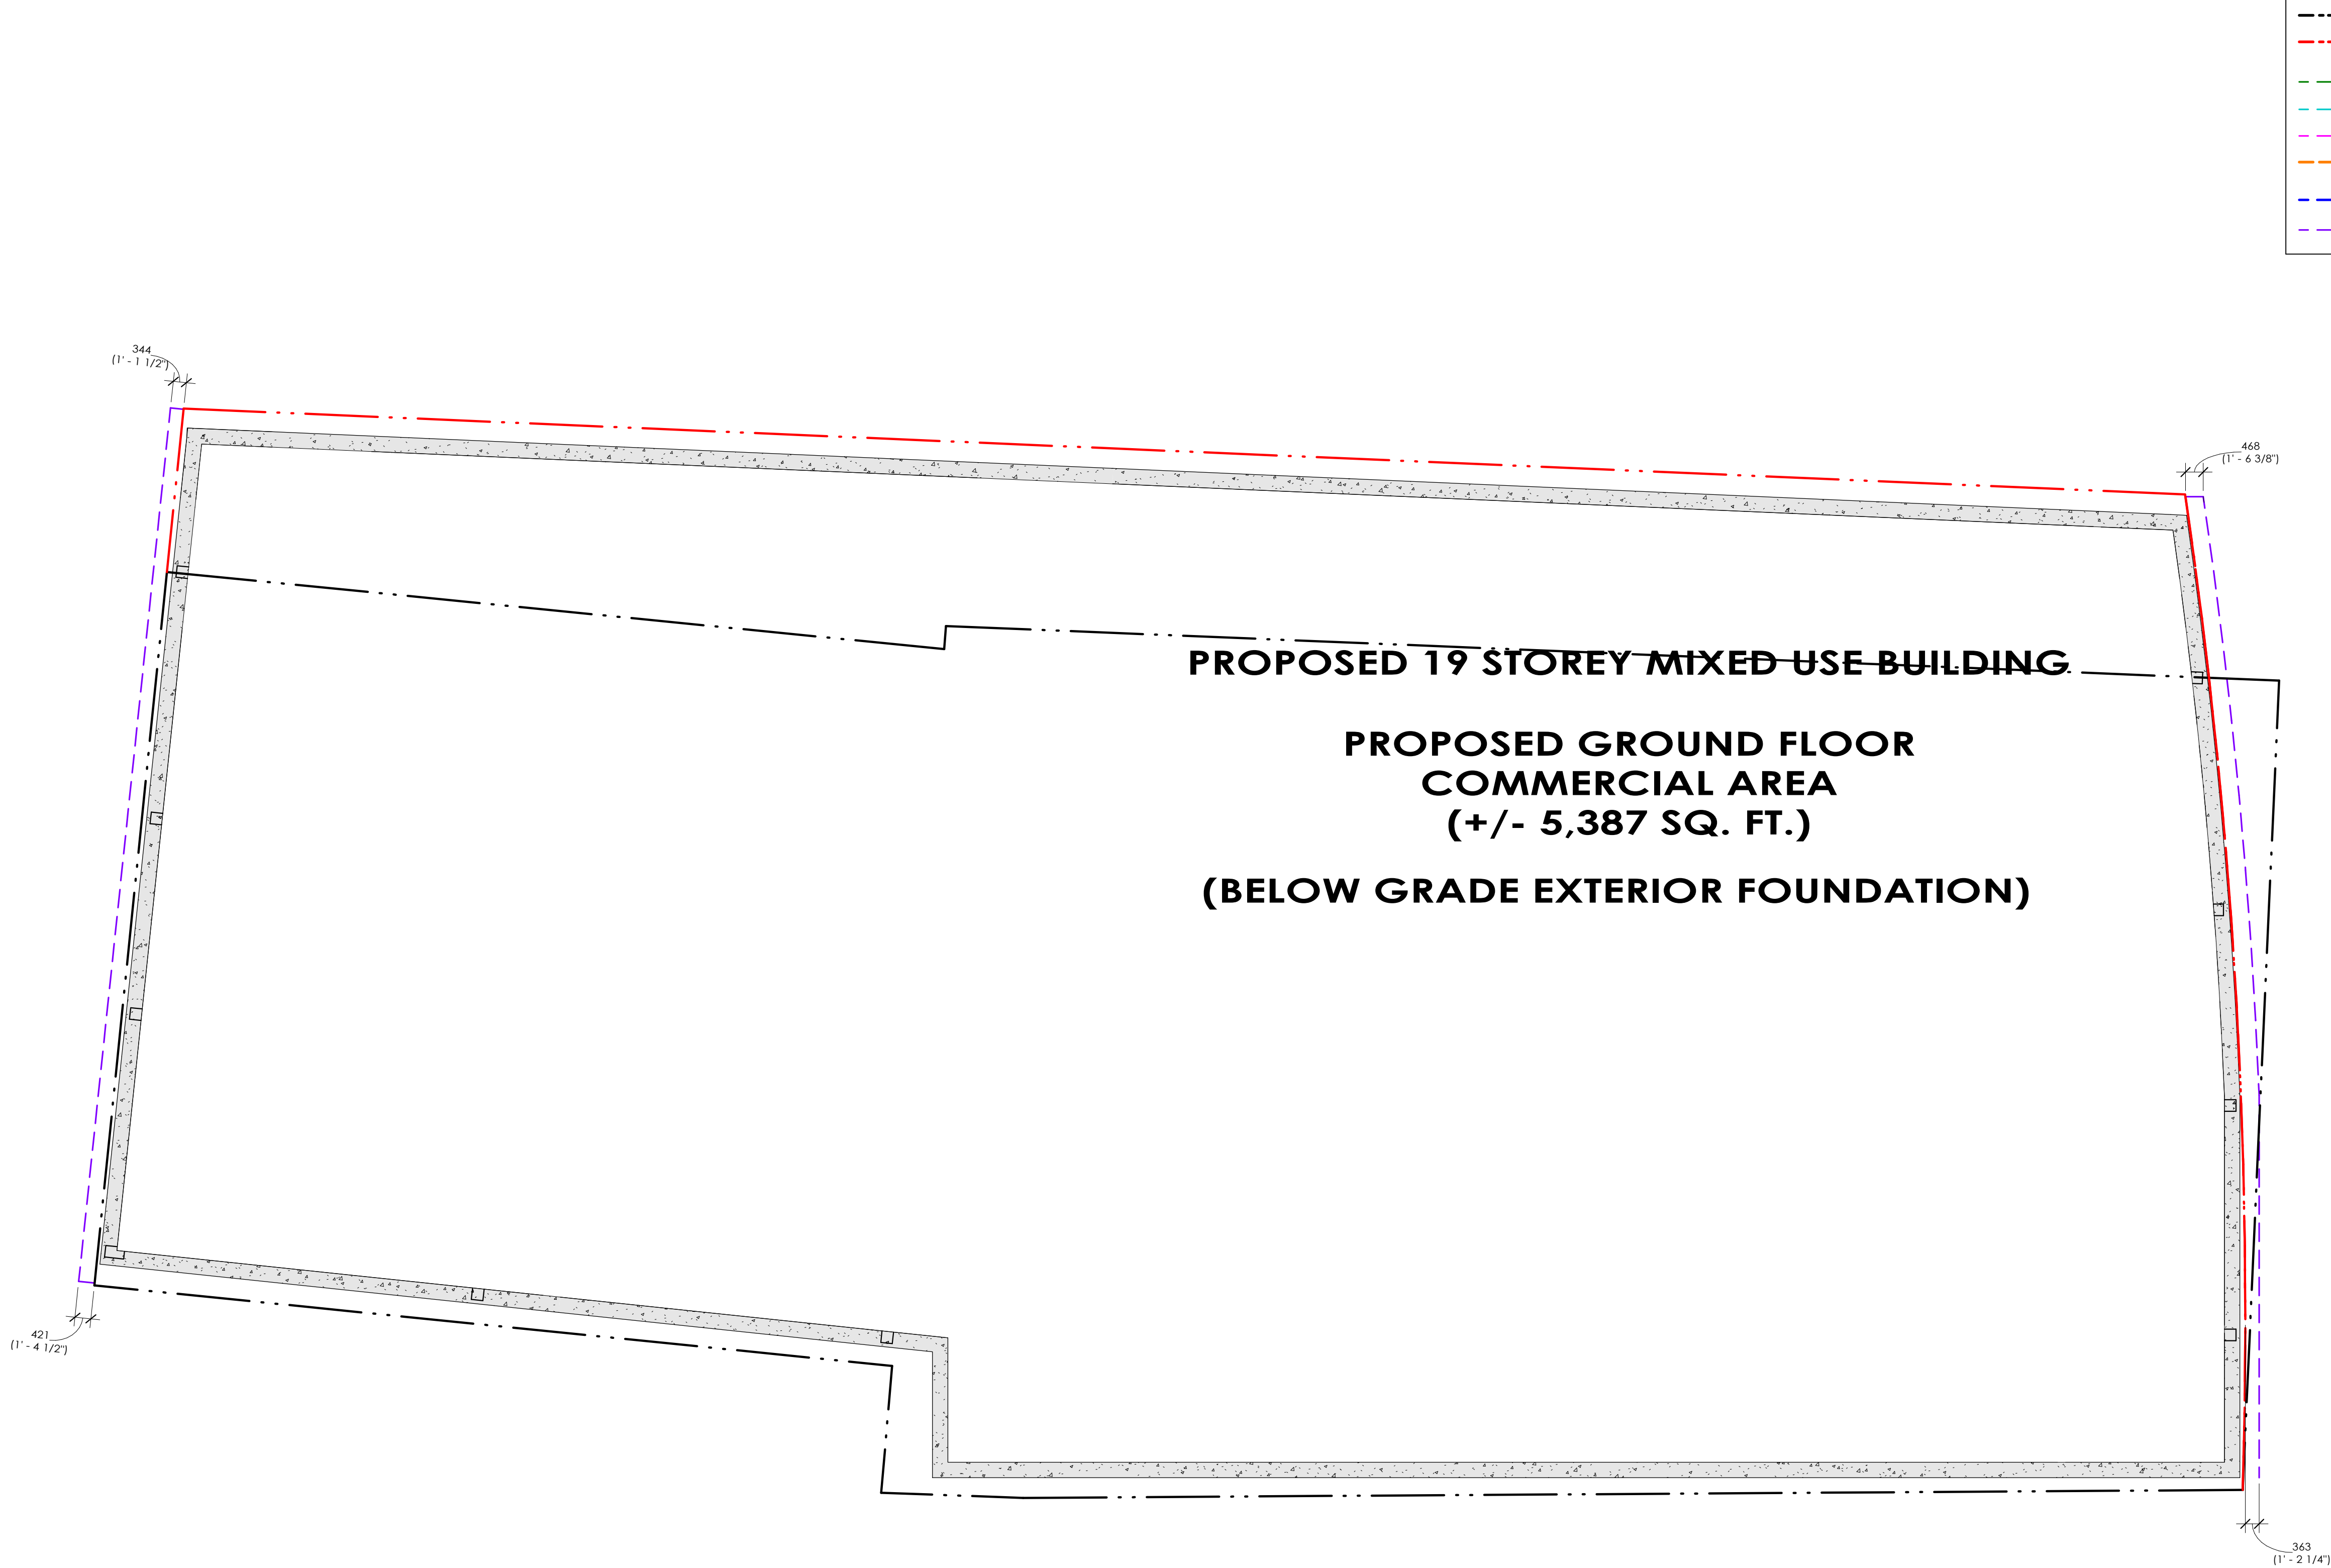 344
(1' - 1 1/2")
468
(1' - 6 3/8")
PROPOSED 19 STOREY MIXED USE BUILDING
PROPOSED GROUND FLOOR
COMMERCIAL AREA
(+/- 5,387 SQ. FT.)
(BELOW GRADE EXTERIOR FOUNDATION)
421
(1' - 4 1/2")
363
(1' - 2 1/4")